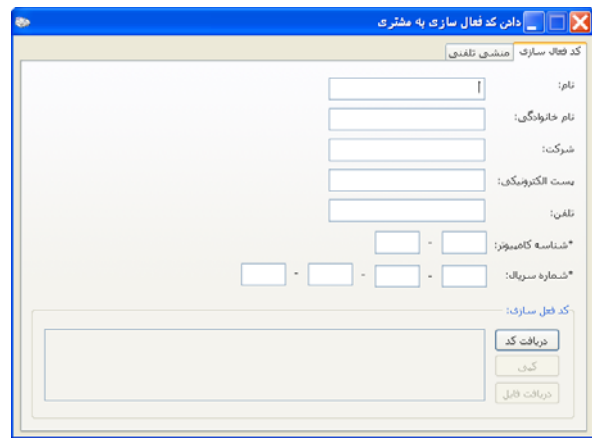 دادن کد فعال سازی به مشتری
کد فعال سازی
منشی تلفنی
نام:
نام خانوادگی:
شرکت:
پست الکترونیکی:
تلفن:
*شناسه کامپیوتر:
-
*شماره سریال:
- - -
کد فعل سازی:
دریافت کد
کپی
دریافت فایل